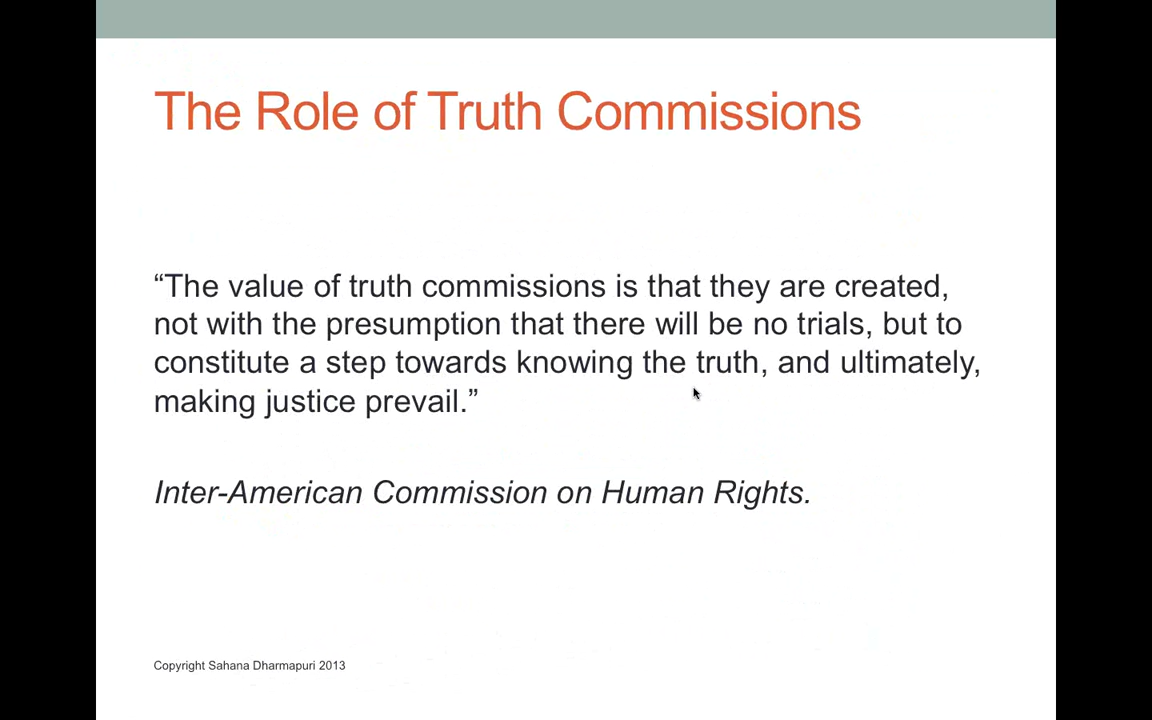 The Role of Truth Commissions
“The value of truth commissions is that they are created,
not with the presumption that there will be no trials, but to
constitute a step towards knowing the truth, and ultimately,
making justice prevail.”
Inter-American Commission on Human Rights.
Copyright Sahana Dharmapuri 2013